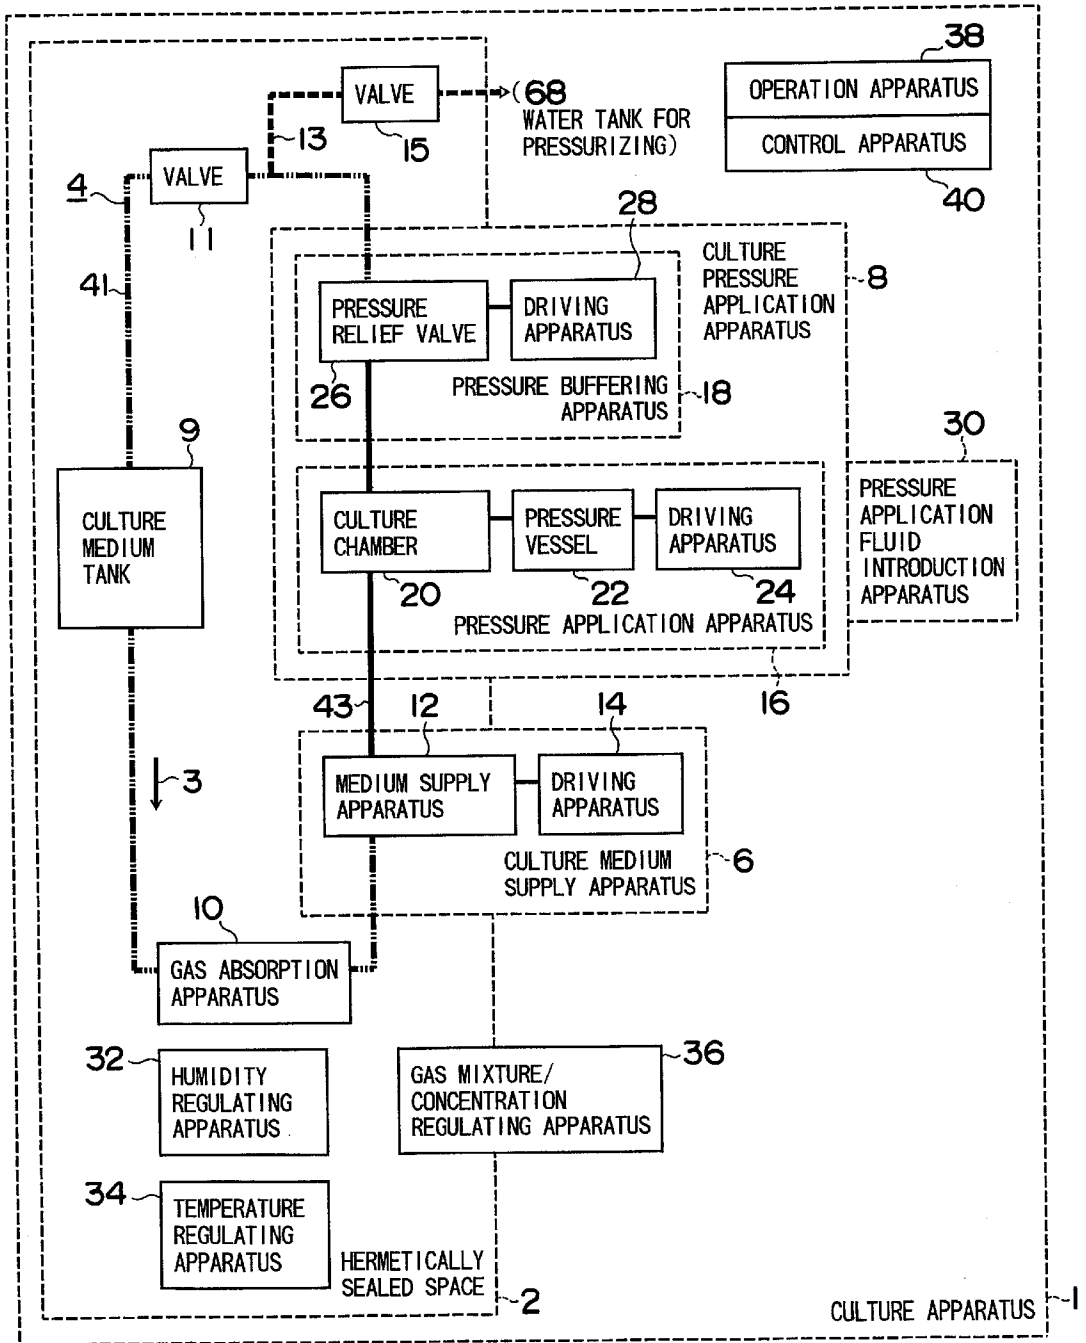 38
VALVE
(68
OPERATION APPARATUS
WATER TANK FOR
PRESSURIZING)
13
15
CONTROL APPARATUS
4
VALVE
40
11
28
CULTURE
PRESSURE
APPLICATION
APPARATUS
8
41
PRESSURE
RELIEF VALVE
DRIVING
APPARATUS
26
PRESSURE BUFFERING
APPARATUS
18
9
30
CULTURE
MEDIUM
TANK
CULTURE
CHAMBER
PRESSURE
VESSEL
DRIVING
APPARATUS
PRESSURE
APPLICATION
FLUID
INTRODUCTION
APPARATUS
20
22
24
PRESSURE APPLICATION APPARATUS
16
43
12
14
3
MEDIUM SUPPLY
APPARATUS
DRIVING
APPARATUS
CULTURE MEDIUM
SUPPLY APPARATUS
6
10
GAS ABSORPTION
APPARATUS
32
HUMIDITY
REGULATING
APPARATUS
36
GAS MIXTURE/
CONCENTRATION
REGULATING APPARATUS
34
TEMPERATURE
REGULATING
APPARATUS
HERMETICALLY
SEALED SPACE
2
CULTURE APPARATUS
1